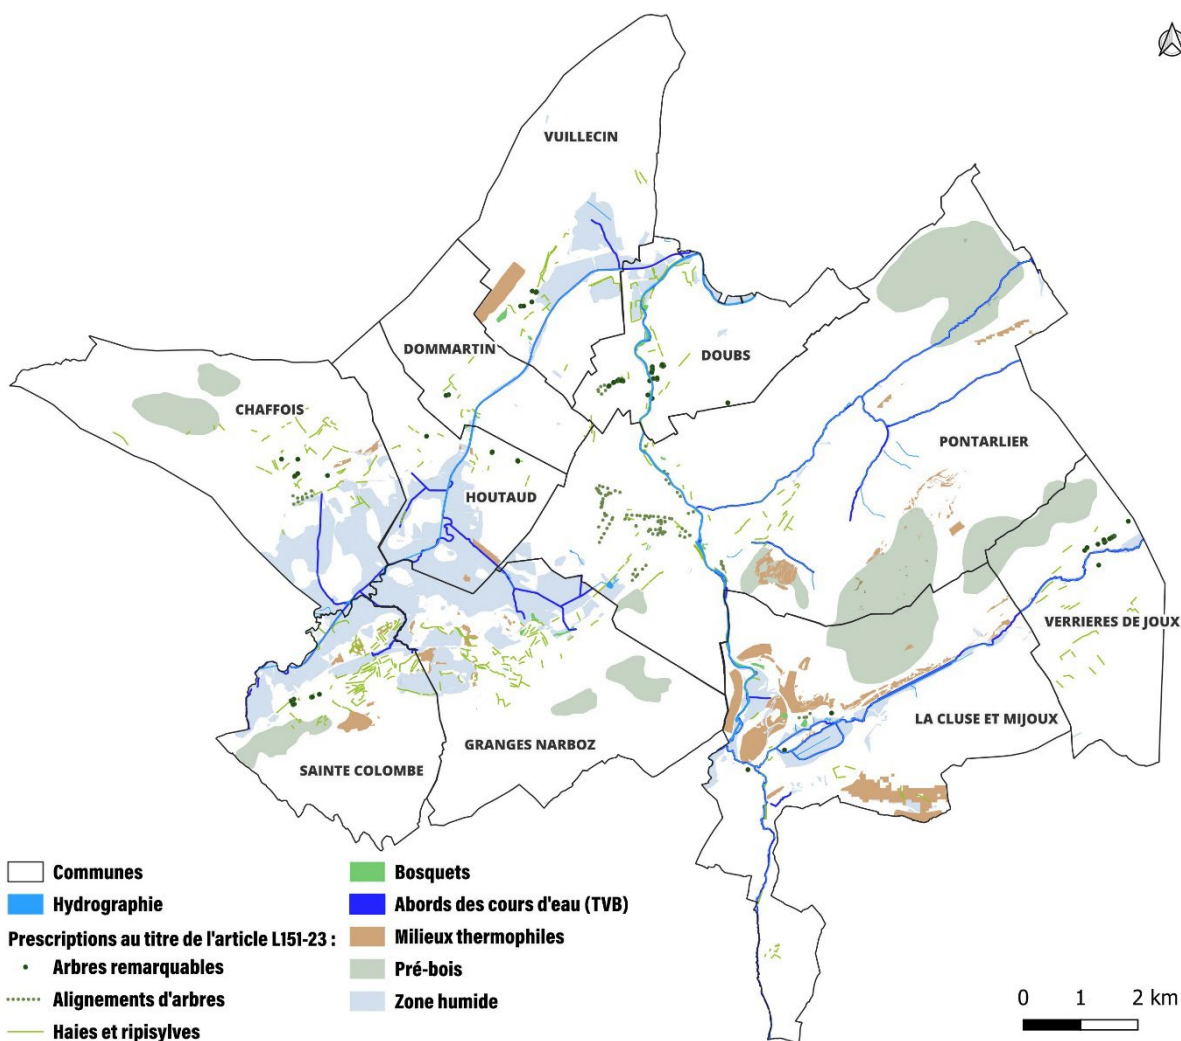 VUILLECIN
DOMMARTIN
DOUBS
CHAFFOIS
PONTARLIER
HOUTAUD
VERRIERES DE JOUX
LA CLUSE ET MIJOUX
GRANGES NARBOZ
SAINTE COLOMBE
Communes
Hydrographie
Prescriptions au titre de l'article L151-23 :
Arbres remarquables
Alignements d'arbres
Haies et ripisylves
Bosquets
Abords des cours d'eau (TVB)
Milieux thermophiles
Pré-bois
Zone humide
0 1 2 km